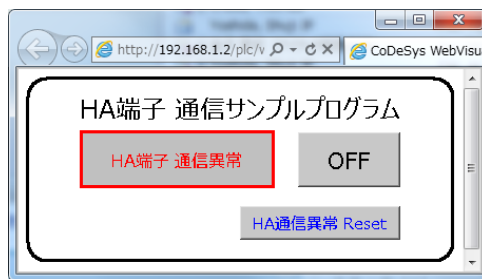 http://192.168.1.2/plc/v
CoDeSys WebVisu
HA端子 通信サンプルプログラム
HA端子 通信異常
OFF
HA通信異常 Reset